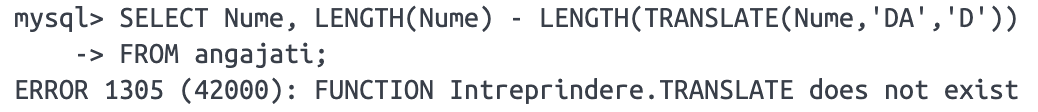 mysql> SELECT Nume, LENGTH(Nume) - LENGTH(TRANSLATE(Nume,'DA','D'))
    -> FROM angajati;
ERROR 1305 (42000): FUNCTION Intreprindere.TRANSLATE does not exist